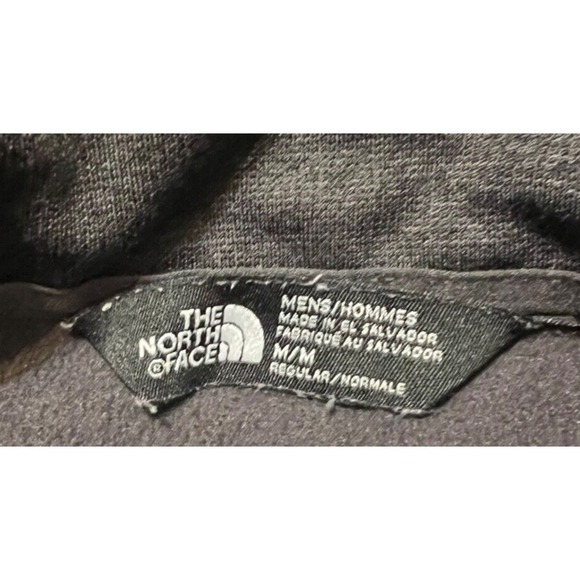 THE
NORTH
FACE®
MENS/HOMMES
MADE IN EL SALVADOR
FABRIQUE AU SALVADOR
M/M
REGULAR/NORMALE